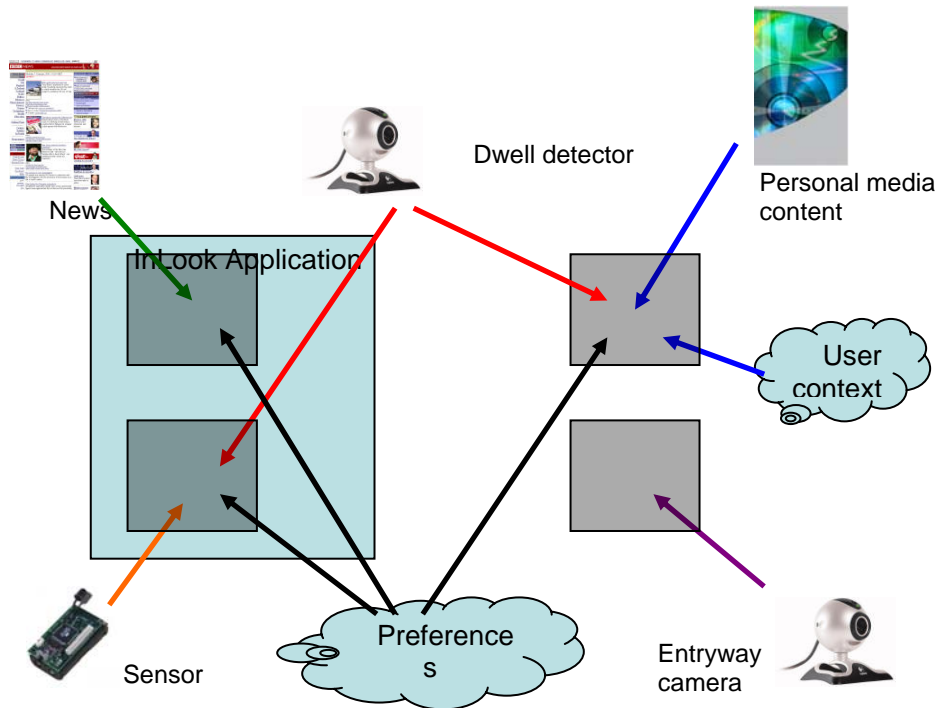 Dwell detector
Personal media
content
News
InLook Application
User
context
Preference
s
Sensor
Entryway
camera